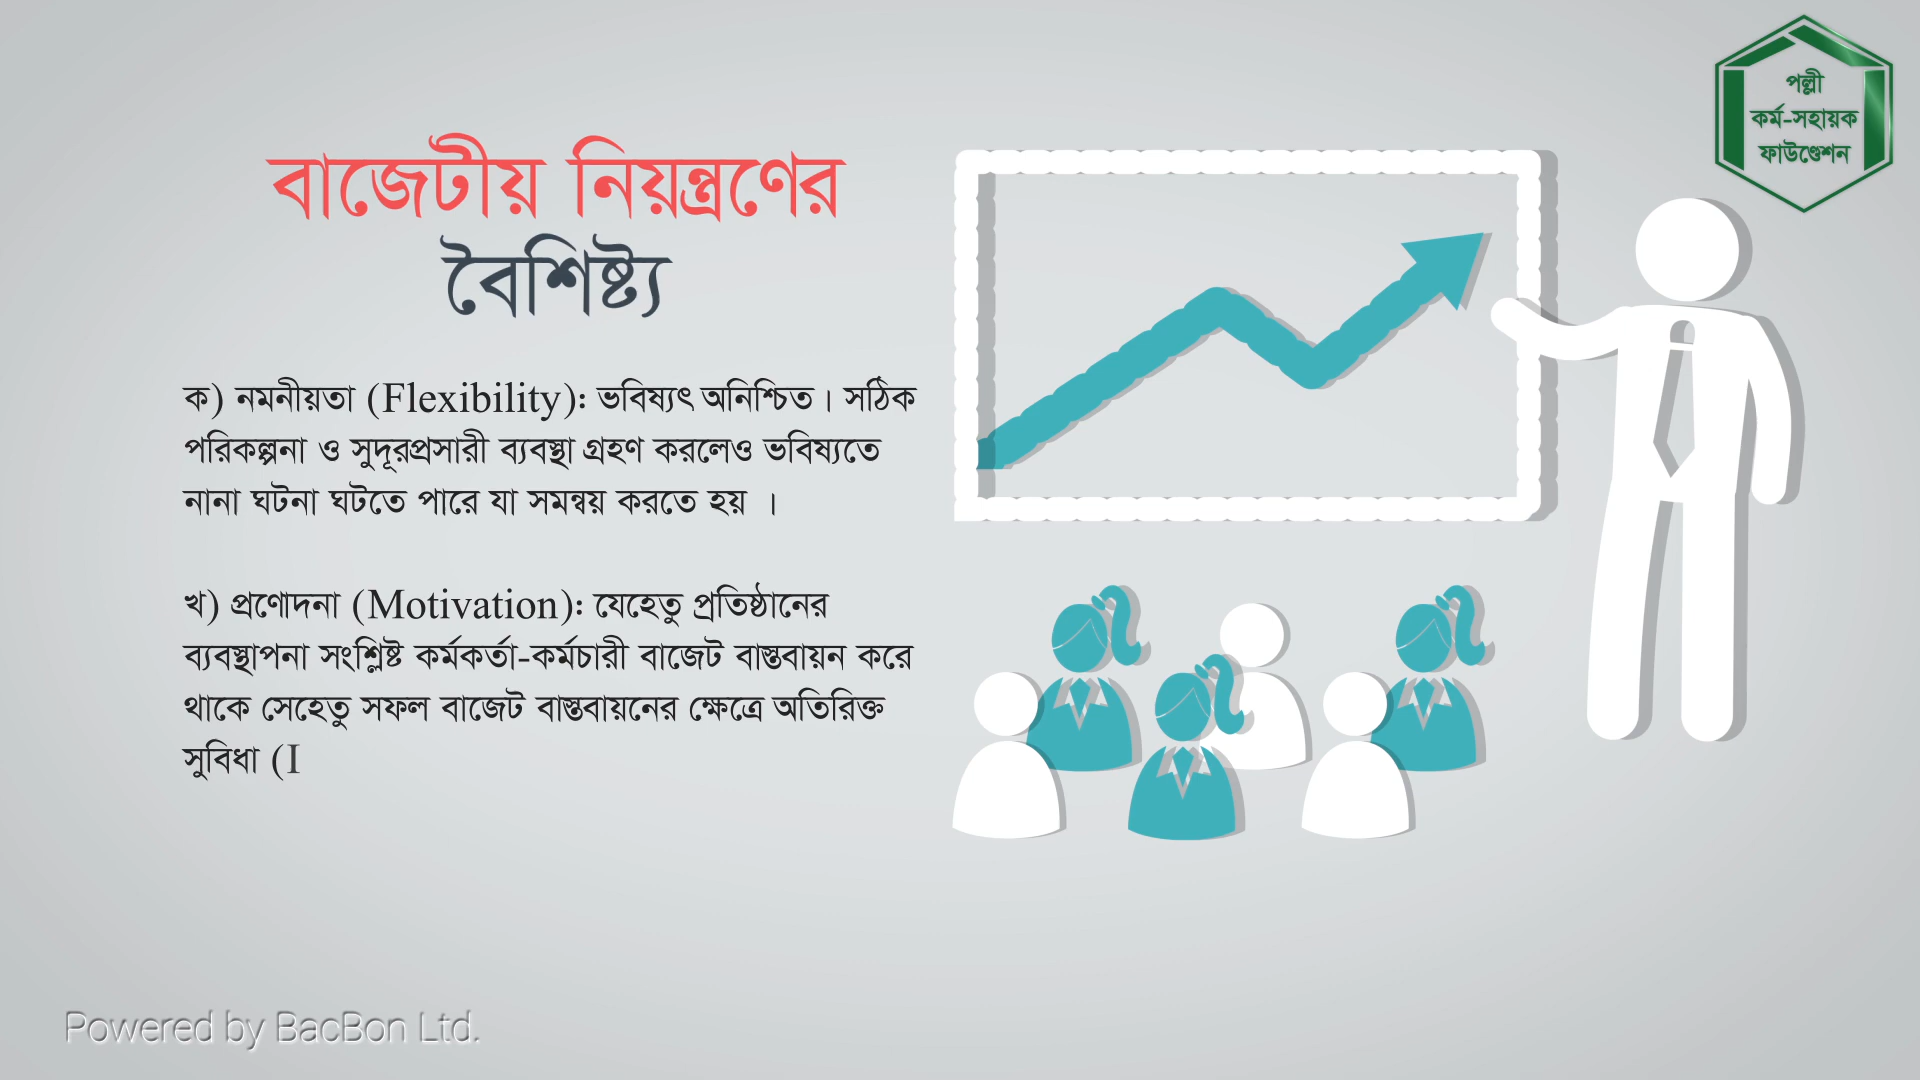 পল্লী
কর্ম-সহায়ক
ফাউণ্ডেশন
বাজেটীয় নিয়ন্ত্রণের
বৈশিষ্ট্য
ক) নমনীয়তা (Flexibility): ভবিষ্যৎ অনিশ্চিত। সঠিক
পরিকল্পনা ও সুদূরপ্রসারী ব্যবস্থা গ্রহণ করলেও ভবিষ্যতে
নানা ঘটনা ঘটতে পারে যা সমন্বয় করতে হয় ।
খ) প্রণোদনা (Motivation): যেহেতু প্রতিষ্ঠানের
ব্যবস্থাপনা সংশ্লিষ্ট কর্মকর্তা-কর্মচারী বাজেট বাস্তবায়ন করে
থাকে সেহেতু সফল বাজেট বাস্তবায়নের ক্ষেত্রে অতিরিক্ত
সুবিধা (I
Powered by BacBon Ltd.